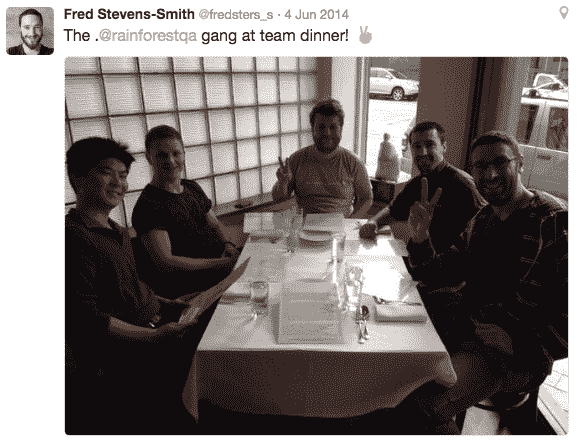 Fred Stevens-Smith @fredsters_s · 4 Jun 2014
The .@rainforestqa gang at team dinner! ✌